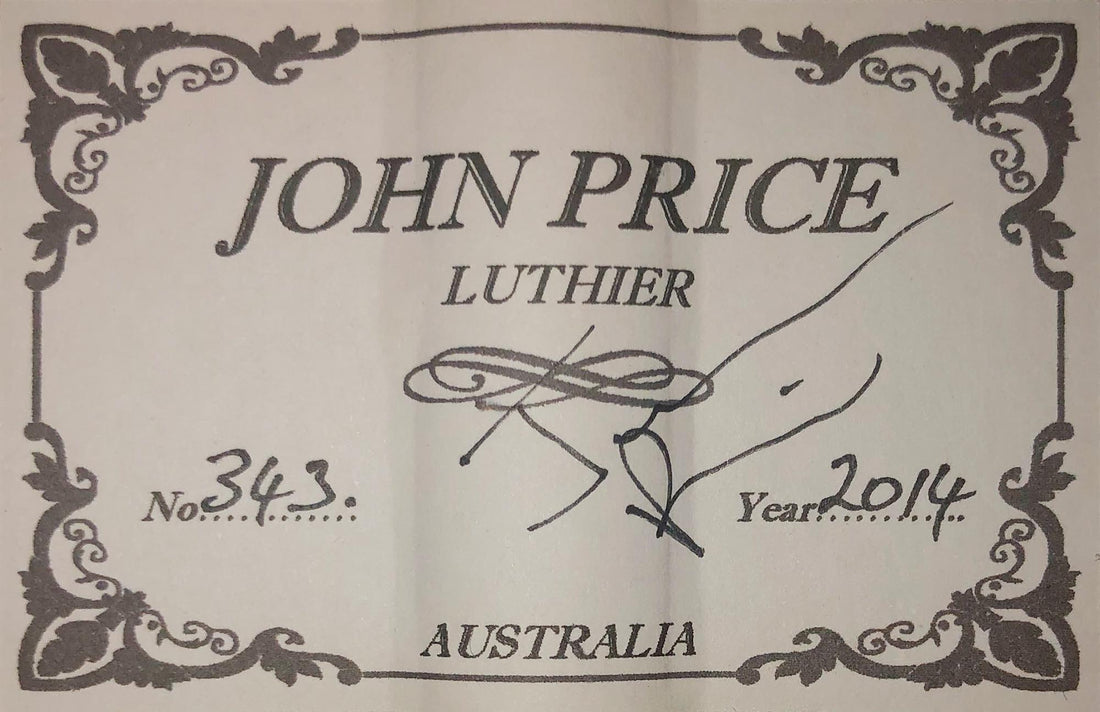 JOHN PRICE
LUTHIER
No. 343. Year 2014
AUSTRALIA